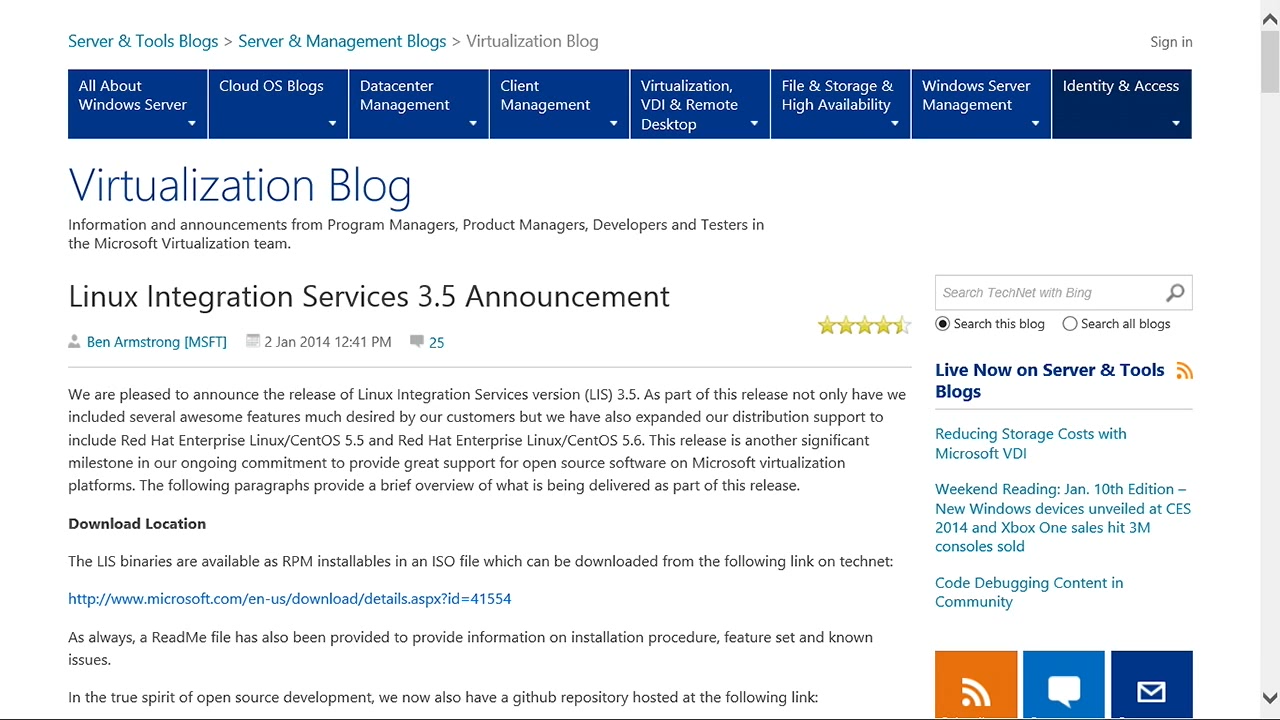 Server & Tools Blogs > Server & Management Blogs > Virtualization Blog
Sign in
All About
Windows Server
Cloud OS Blogs
Datacenter
Management
Client
Management
Virtualization,
VDI & Remote
Desktop
File & Storage &
High Availability
Windows Server
Management
Identity & Access
Virtualization Blog
Information and announcements from Program Managers, Product Managers, Developers and Testers in
the Microsoft Virtualization team.
Linux Integration Services 3.5 Announcement
Ben Armstrong [MSFT] 2 Jan 2014 12:41 PM 25
We are pleased to announce the release of Linux Integration Services version (LIS) 3.5. As part of this release not only have we
included several awesome features much desired by our customers but we have also expanded our distribution support to
include Red Hat Enterprise Linux/CentOS 5.5 and Red Hat Enterprise Linux/CentOS 5.6. This release is another significant
milestone in our ongoing commitment to provide great support for open source software on Microsoft virtualization
platforms. The following paragraphs provide a brief overview of what is being delivered as part of this release.
Download Location
The LIS binaries are available as RPM installables in an ISO file which can be downloaded from the following link on technet:
http://www.microsoft.com/en-us/download/details.aspx?id=41554
As always, a ReadMe file has also been provided to provide information on installation procedure, feature set and known
issues.
In the true spirit of open source development, we now also have a github repository hosted at the following link:
Search TechNet with Bing
Search this blog Search all blogs
Live Now on Server & Tools
Blogs
Reducing Storage Costs with
Microsoft VDI
Weekend Reading: Jan. 10th Edition –
New Windows devices unveiled at CES
2014 and Xbox One sales hit 3M
consoles sold
Code Debugging Content in
Community